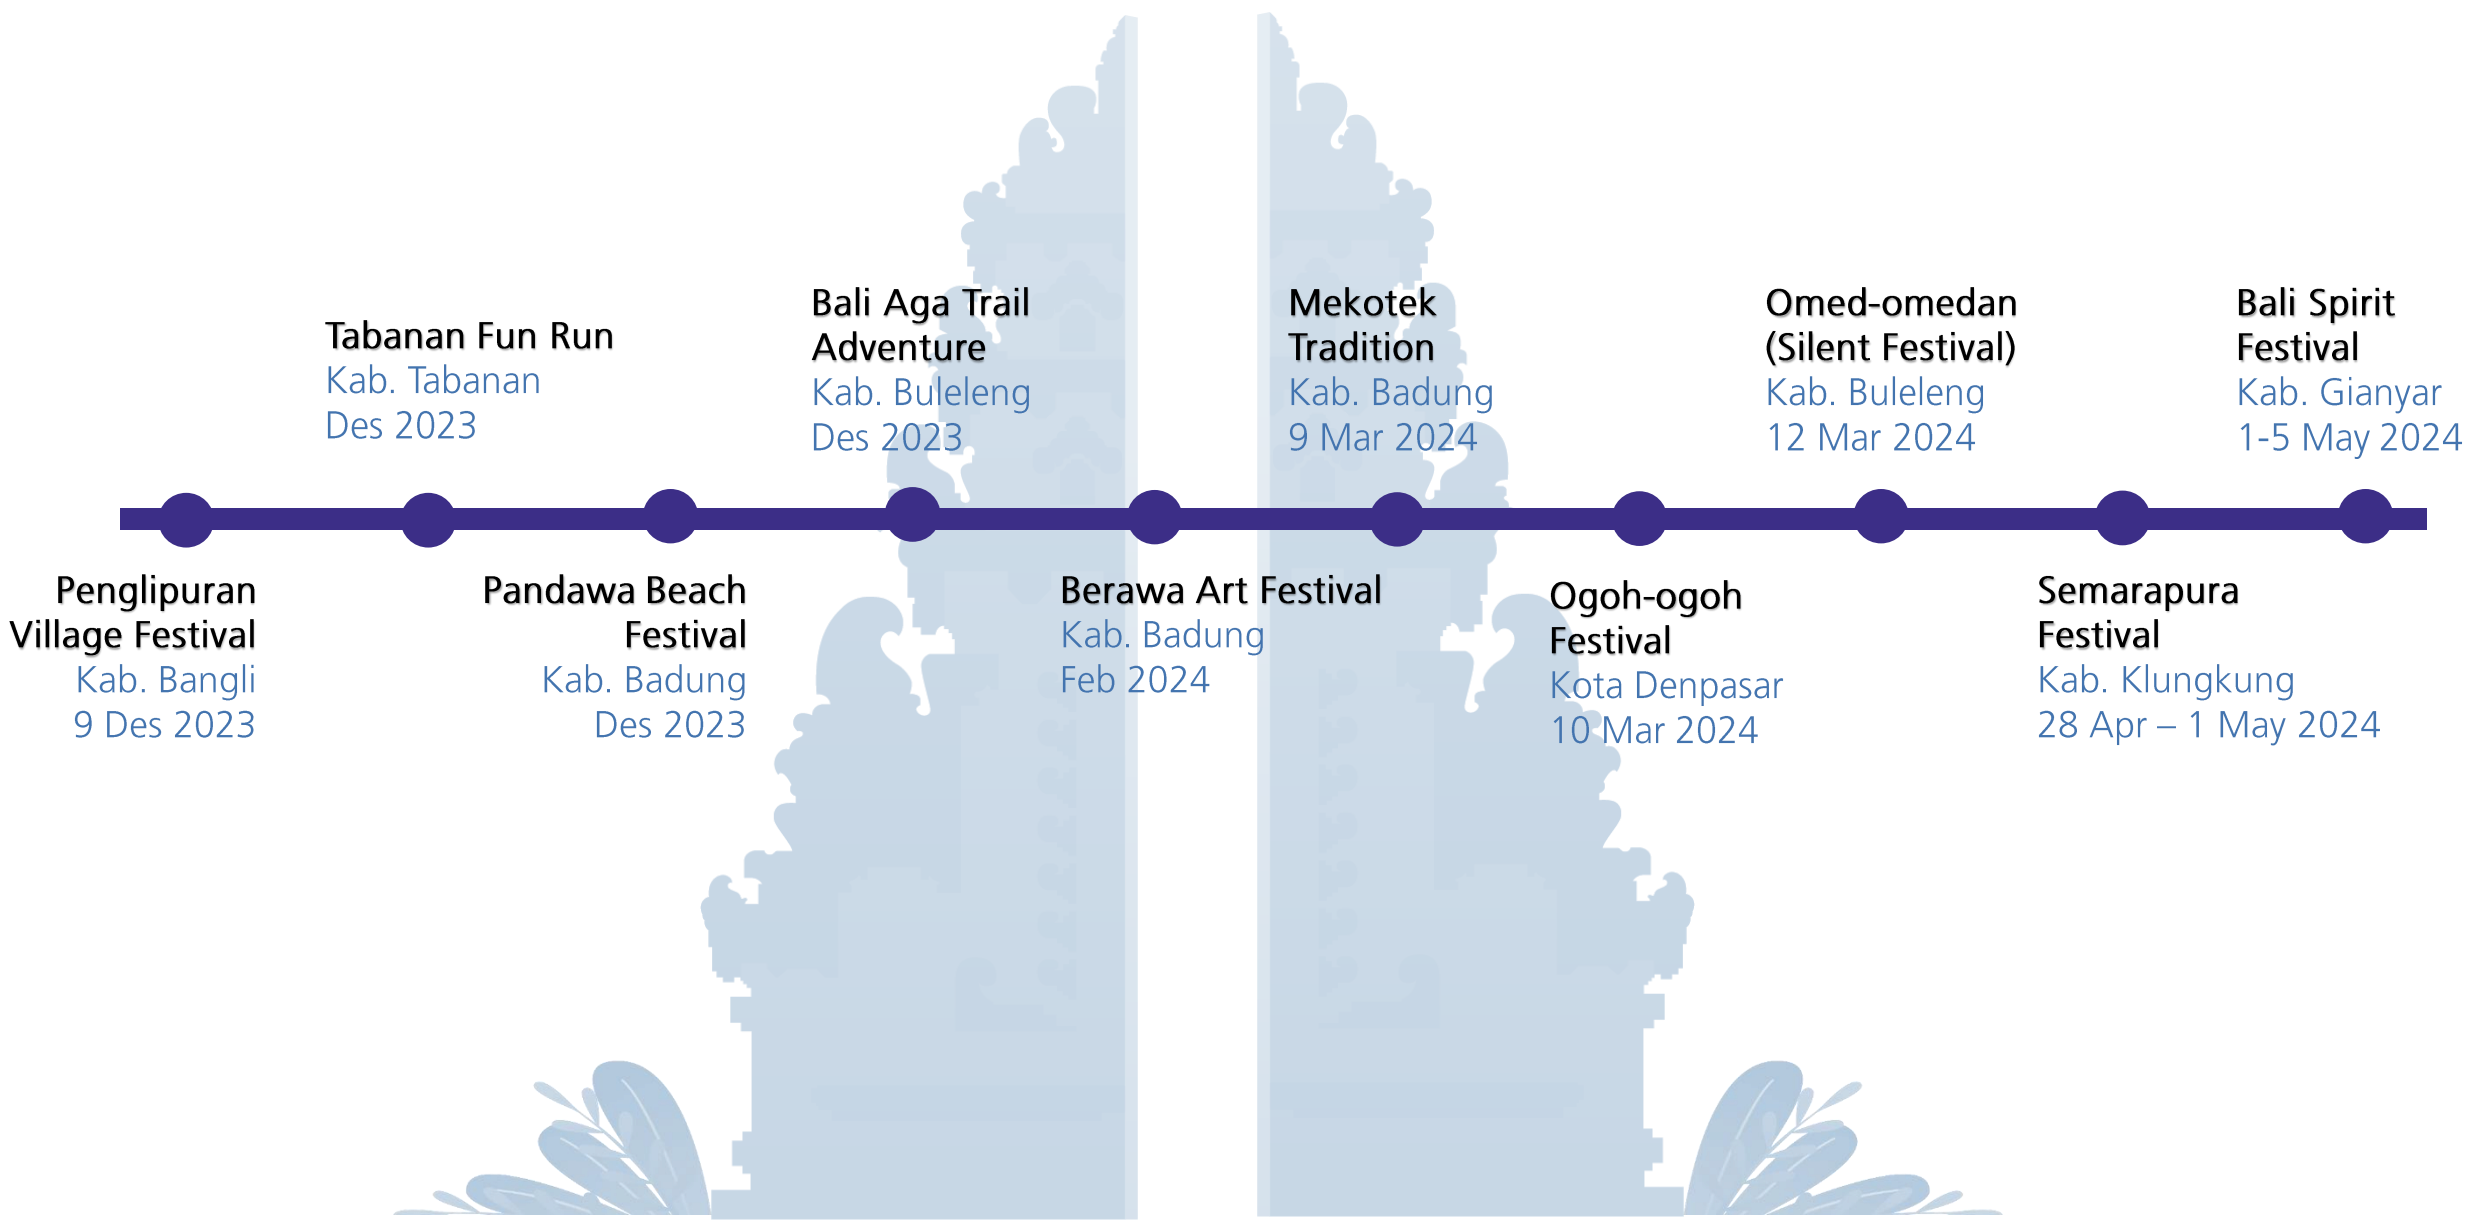 Penglipuran
Village Festival
Kab. Bangli
9 Des 2023
Tabanan Fun Run
Kab. Tabanan
Des 2023
Pandawa Beach
Festival
Kab. Badung
Des 2023
Bali Aga Trail
Adventure
Kab. Buleleng
Des 2023
Berawa Art Festival
Kab. Badung
Feb 2024
Mekotek
Tradition
Kab. Badung
9 Mar 2024
Ogoh-ogoh
Festival
Kota Denpasar
10 Mar 2024
Omed-omedan
(Silent Festival)
Kab. Buleleng
12 Mar 2024
Semarapura
Festival
Kab. Klungkung
28 Apr – 1 May 2024
Bali Spirit
Festival
Kab. Gianyar
1-5 May 2024